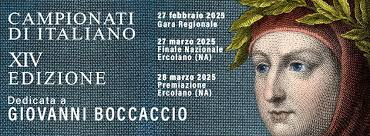 CAMPIONATI
DI ITALIANO
XIV
EDIZIONE
Dedicata a
GIOVANNI BOCCACCIO
27 febbraio 2025
Gara Regionale
27 marzo 2025
Finale Nazionale
Ercolano (NA)
28 marzo 2025
Premiazione
Ercolano (NA)